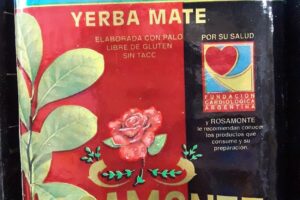 YERBA MATE
ELABORADA CON PALO
LIBRE DE GLUTEN
SIN TACC
POR SU SALUD
FUNDACION
CARDIOLOGICA
ARGENTINA
y ROSAMONTE
le recomiendan conocer
los productos que
consume y su
preparación.
AMONTE